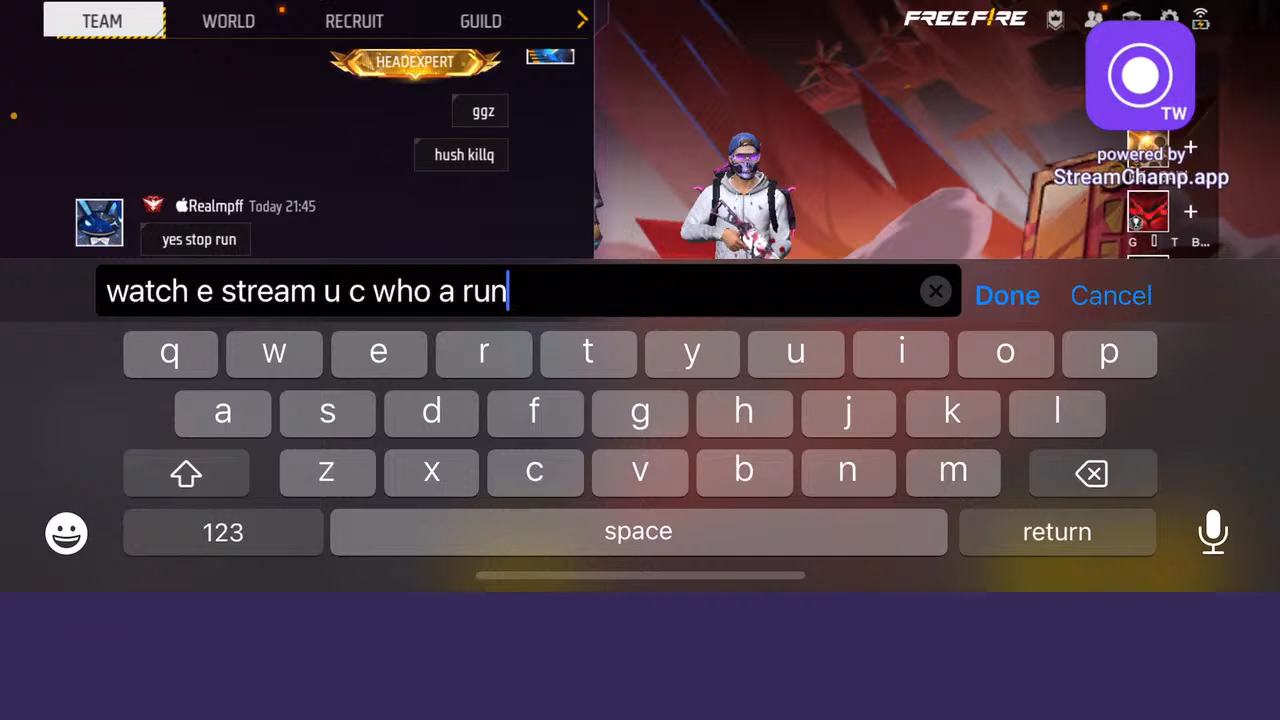 TEAM WORLD RECRUIT GUILD
FREE FIRE
HEADEXPERT
TW
ggz
hush killq
powered by
StreamChamp.app
Realmpff Today 21:45
yes stop run
G T B...
watch e stream u c who a run
Done Cancel
q w e r t y u i o p
a s d f g h j k l
z x c v b n m
123 space return